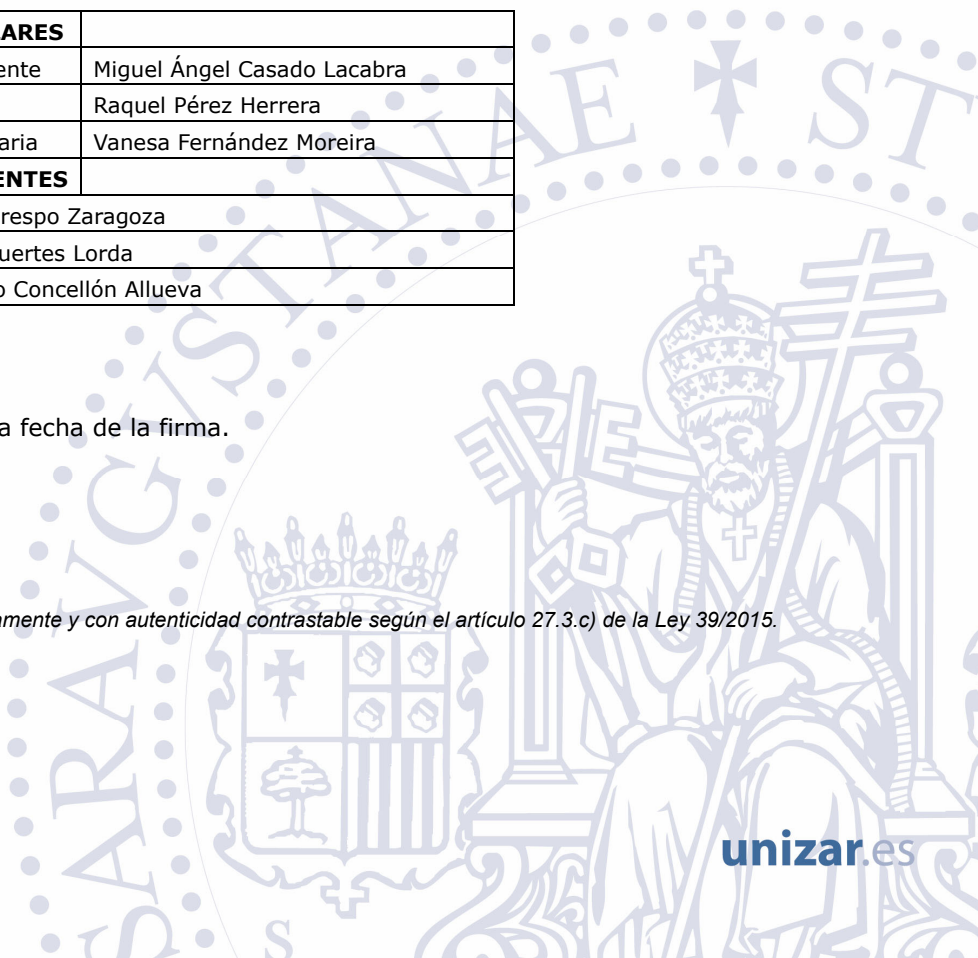 ARES
ente Miguel Ángel Casado Lacabra
Raquel Pérez Herrera
aria Vanesa Fernández Moreira
ENTES
respo Zaragoza
uertes Lorda
o Concellón Allueva
a fecha de la firma.
amente y con autenticidad contrastable según el artículo 27.3.c) de la Ley 39/2015.
unizar.es
SARAVGVSTANAE ST
S